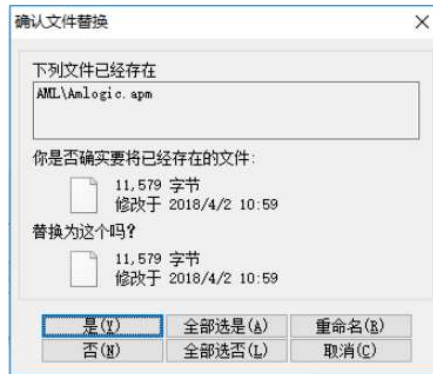 确认文件替换
下列文件已经存在
AML\Amlogic.apm
你是否确实要将已经存在的文件:
11,579 字节
修改于 2018/4/2 10:59
替换为这个吗?
11,579 字节
修改于 2018/4/2 10:59
是(Y) 全部选是(A) 重命名(R)
否(N) 全部选否(L) 取消(C)